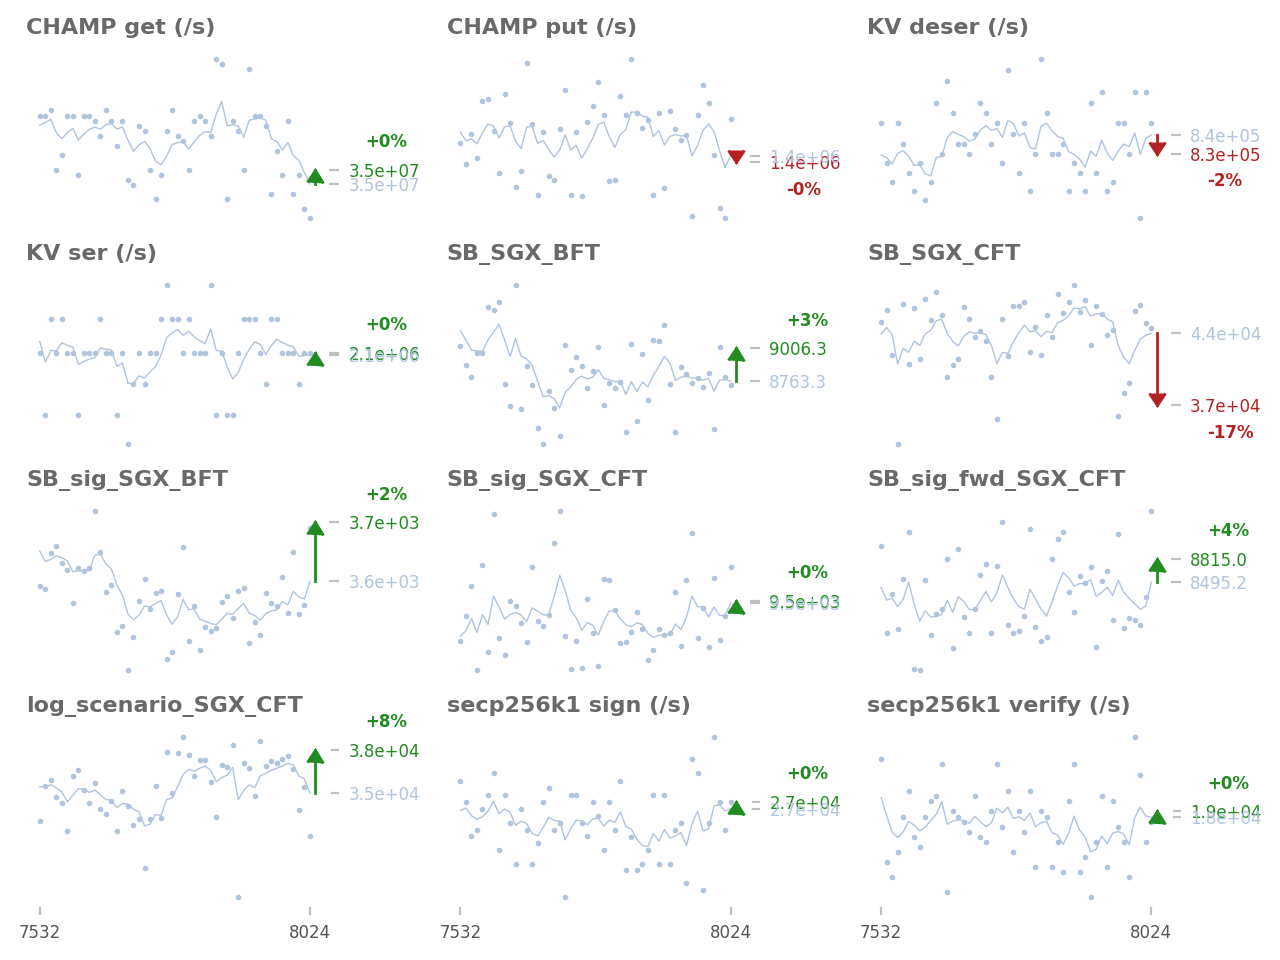 CHAMP get (/s)
+0%
3.5e+07
3.5e+07
CHAMP put (/s)
1.4e+06
1.4e+06
-0%
KV deser (/s)
8.4e+05
8.3e+05
-2%
KV ser (/s)
+0%
2.1e+06
SB_SGX_BFT
+3%
9006.3
8763.3
SB_SGX_CFT
4.4e+04
3.7e+04
-17%
SB_sig_SGX_BFT
+2%
3.7e+03
3.6e+03
SB_sig_SGX_CFT
+0%
9.5e+03
SB_sig_fwd_SGX_CFT
+4%
8815.0
8495.2
log_scenario_SGX_CFT
+8%
3.8e+04
3.5e+04
secp256k1 sign (/s)
+0%
2.7e+04
2.7e+04
secp256k1 verify (/s)
+0%
1.9e+04
1.8e+04
7532
8024
7532
8024
7532
8024